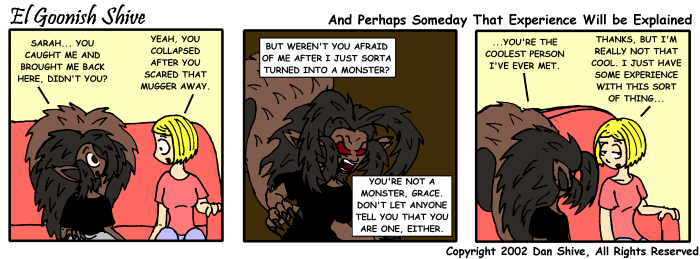 El Goonish Shive
And Perhaps Someday That Experience Will be Explained
SARAH... YOU
CAUGHT ME AND
BROUGHT ME BACK
HERE, DIDN'T YOU?
YEAH, YOU
COLLAPSED
AFTER YOU
SCARED THAT
MUGGER AWAY.
BUT WEREN'T YOU AFRAID
OF ME AFTER I JUST SORTA
TURNED INTO A MONSTER?
YOU'RE NOT A
MONSTER, GRACE.
DON'T LET ANYONE
TELL YOU THAT YOU
ARE ONE, EITHER.
...YOU'RE THE
COOLEST PERSON
I'VE EVER MET.
THANKS, BUT I'M
REALLY NOT THAT
COOL. I JUST HAVE
SOME EXPERIENCE
WITH THIS SORT
OF THING...
Copyright 2002 Dan Shive, All Rights Reserved